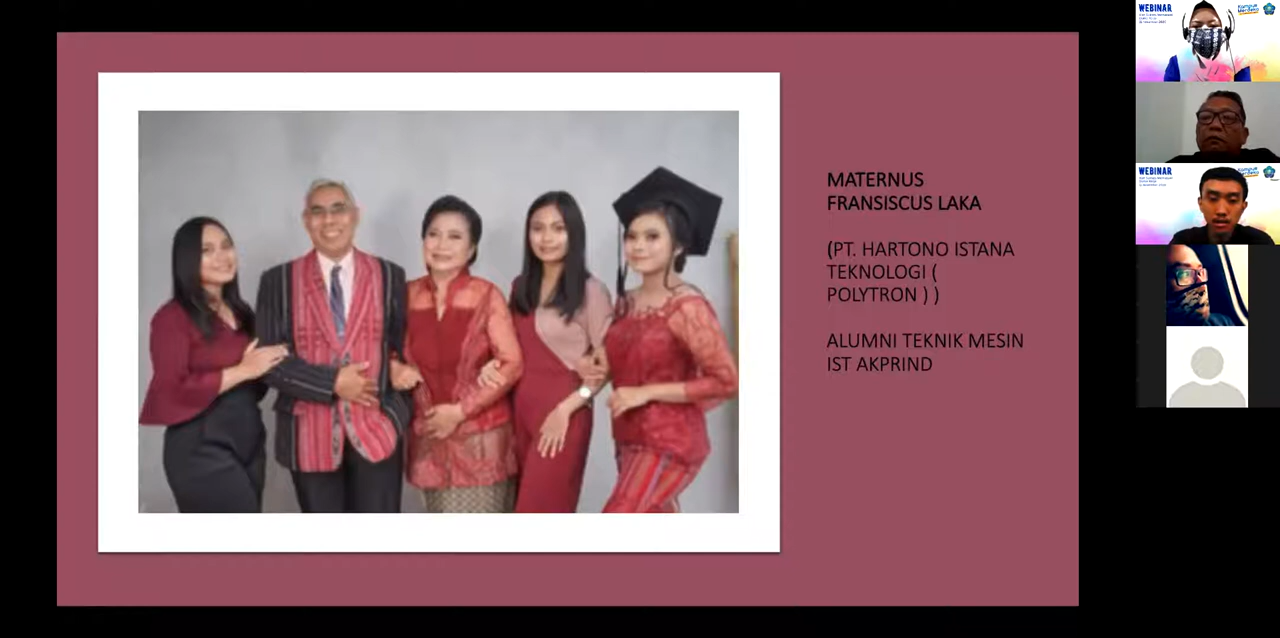 MATERNUS
FRANSISCUS LAKA
(PT. HARTONO ISTANA
TEKNOLOGI (
POLYTRON ) )
ALUMNI TEKNIK MESIN
IST AKPRIND
WEBINAR
WEBINAR